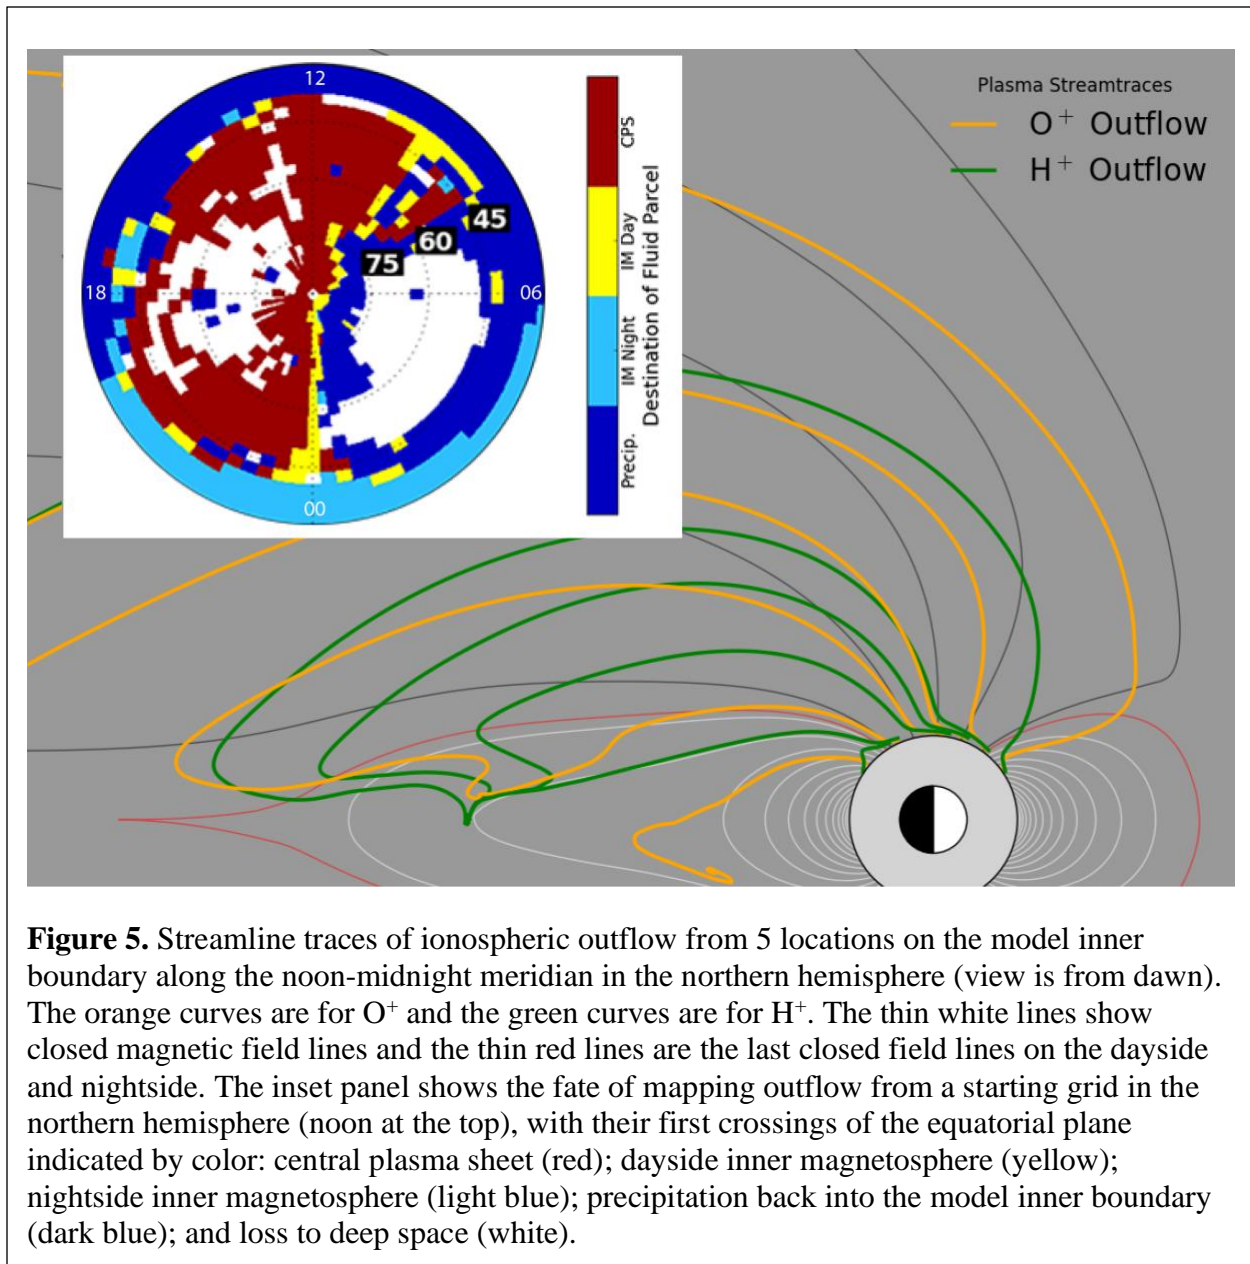 Plasma Streamtraces
O+ Outflow
H+ Outflow
12
18
06
00
45
60
75
CPS
IM Day
IM Night
Precip.
Destination of Fluid Parcel
Figure 5. Streamline traces of ionospheric outflow from 5 locations on the model inner
boundary along the noon-midnight meridian in the northern hemisphere (view is from dawn).
The orange curves are for O+ and the green curves are for H+. The thin white lines show
closed magnetic field lines and the thin red lines are the last closed field lines on the dayside
and nightside. The inset panel shows the fate of mapping outflow from a starting grid in the
northern hemisphere (noon at the top), with their first crossings of the equatorial plane
indicated by color: central plasma sheet (red); dayside inner magnetosphere (yellow);
nightside inner magnetosphere (light blue); precipitation back into the model inner boundary
(dark blue); and loss to deep space (white).